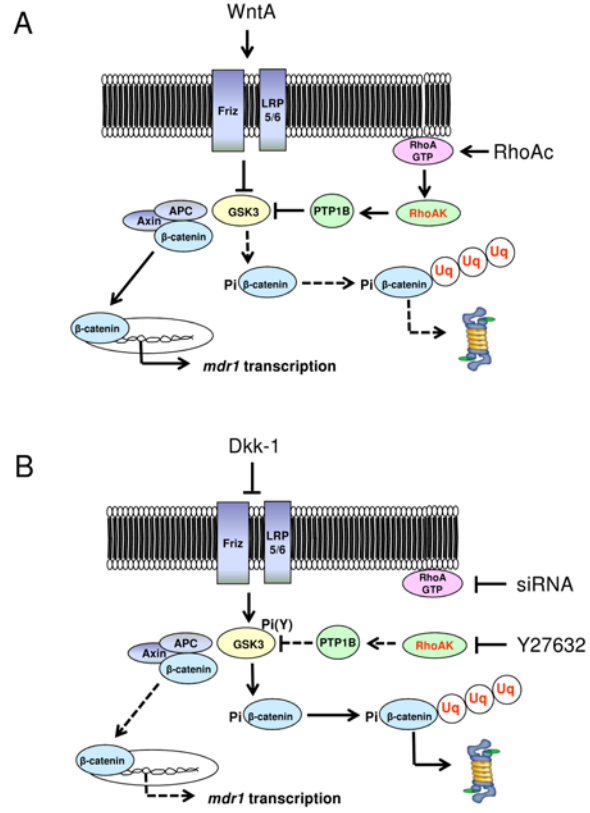 A
WntA
Friz
LRP
5/6
RhoA
GTP
RhoAc
Axin
APC
β-catenin
GSK3
PTP1B
RhoAK
Pi
β-catenin
Pi
β-catenin
Uq
Uq
Uq
β-catenin
mdr1 transcription
B
Dkk-1
Friz
LRP
5/6
RhoA
GTP
siRNA
Axin
APC
β-catenin
GSK3
Pi(Y)
PTP1B
RhoAK
Y27632
Pi
β-catenin
Pi
β-catenin
Uq
Uq
Uq
β-catenin
mdr1 transcription